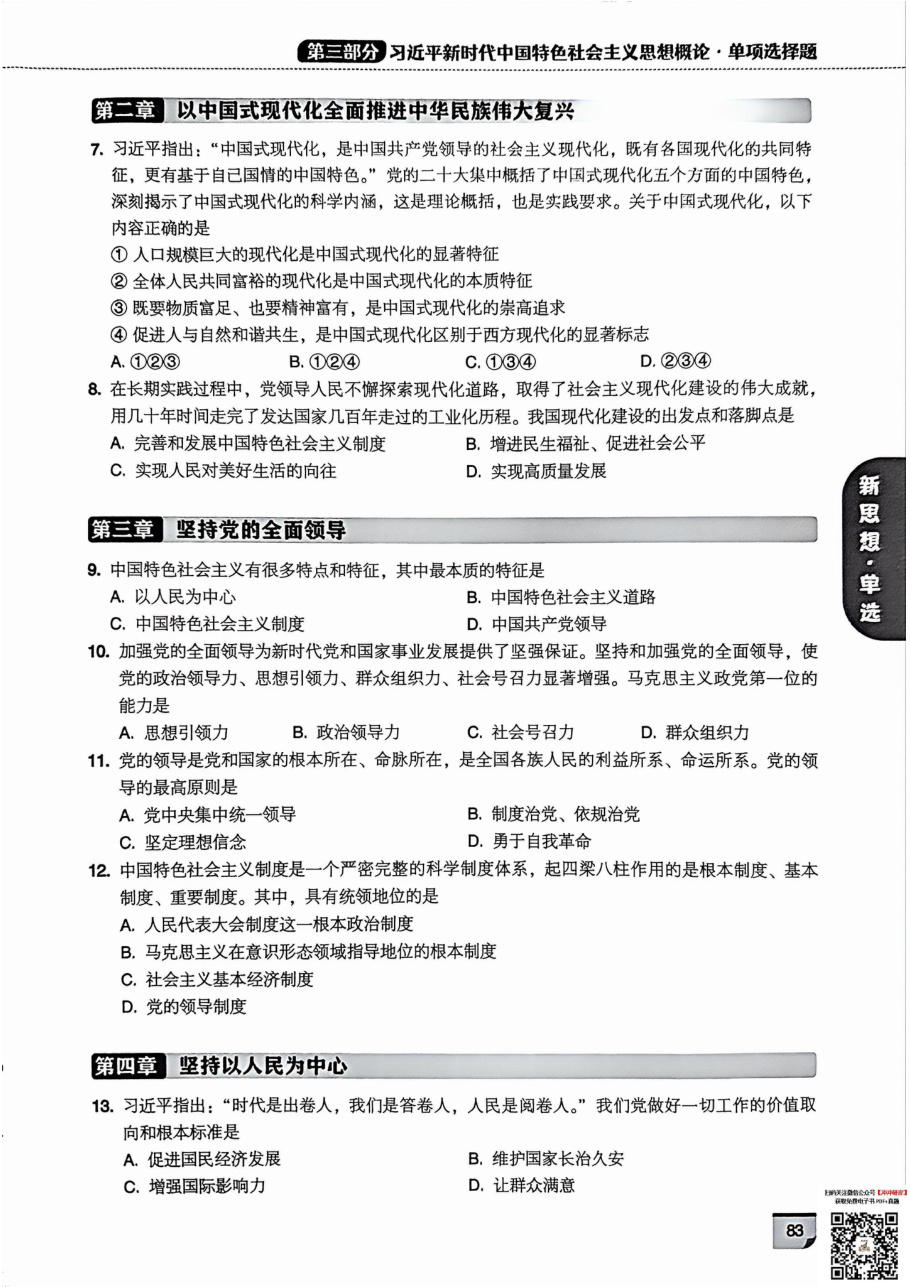 第三部分 习近平新时代中国特色社会主义思想概论·单项选择题
第二章 以中国式现代化全面推进中华民族伟大复兴
7. 习近平指出：“中国式现代化，是中国共产党领导的社会主义现代化，既有各国现代化的共同特
征，更有基于自己国情的中国特色。”党的二十大集中概括了中国式现代化五个方面的中国特色，
深刻揭示了中国式现代化的科学内涵，这是理论概括，也是实践要求。关于中国式现代化，以下
内容正确的是
① 人口规模巨大的现代化是中国式现代化的显著特征
② 全体人民共同富裕的现代化是中国式现代化的本质特征
③ 既要物质富足、也要精神富有，是中国式现代化的崇高追求
④ 促进人与自然和谐共生，是中国式现代化区别于西方现代化的显著标志
A. ①②③ B. ①②④ C. ①③④ D. ②③④
8. 在长期实践过程中，党领导人民不懈探索现代化道路，取得了社会主义现代化建设的伟大成就，
用几十年时间走完了发达国家几百年走过的工业化历程。我国现代化建设的出发点和落脚点是
A. 完善和发展中国特色社会主义制度 B. 增进民生福祉、促进社会公平
C. 实现人民对美好生活的向往 D. 实现高质量发展
第三章 坚持党的全面领导
9. 中国特色社会主义有很多特点和特征，其中最本质的特征是
A. 以人民为中心 B. 中国特色社会主义道路
C. 中国特色社会主义制度 D. 中国共产党领导
10. 加强党的全面领导为新时代党和国家事业发展提供了坚强保证。坚持和加强党的全面领导，使
党的政治领导力、思想引领力、群众组织力、社会号召力显著增强。马克思主义政党第一位的
能力是
A. 思想引领力 B. 政治领导力 C. 社会号召力 D. 群众组织力
11. 党的领导是党和国家的根本所在、命脉所在，是全国各族人民的利益所系、命运所系。党的领
导的最高原则是
A. 党中央集中统一领导 B. 制度治党、依规治党
C. 坚定理想信念 D. 勇于自我革命
12. 中国特色社会主义制度是一个严密完整的科学制度体系，起四梁八柱作用的是根本制度、基本
制度、重要制度。其中，具有统领地位的是
A. 人民代表大会制度这一根本政治制度
B. 马克思主义在意识形态领域指导地位的根本制度
C. 社会主义基本经济制度
D. 党的领导制度
第四章 坚持以人民为中心
13. 习近平指出：“时代是出卷人，我们是答卷人，人民是阅卷人。”我们党做好一切工作的价值取
向和根本标准是
A. 促进国民经济发展 B. 维护国家长治久安
C. 增强国际影响力 D. 让群众满意
新思想·单选
扫码关注微信公众号【冲冲研资】
获取免费电子书PDF+真题
83